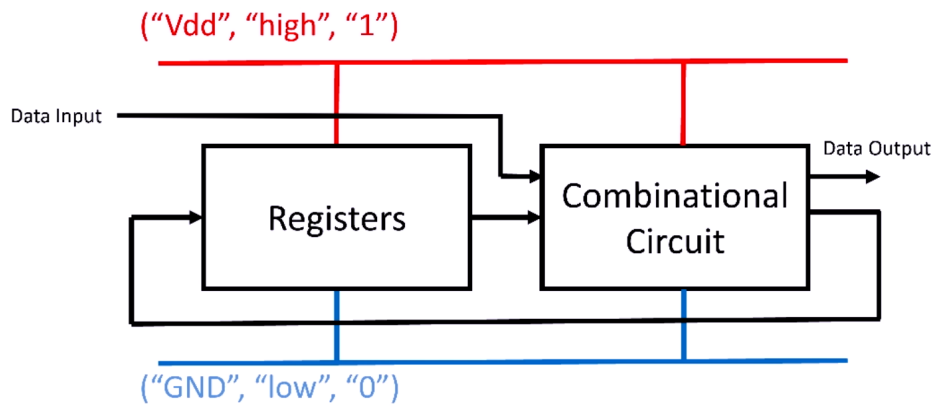 (“Vdd”, “high”, “1”)
Data Input
Data Output
Registers
Combinational
Circuit
(“GND”, “low”, “0”)